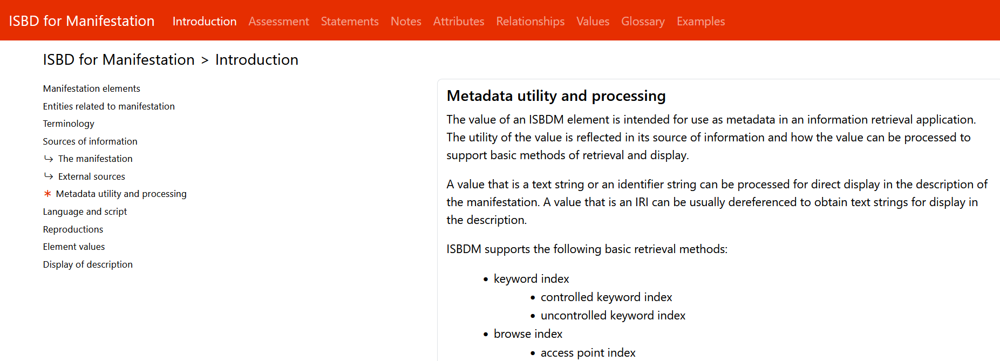 ISBD for Manifestation Introduction Assessment Statements Notes Attributes Relationships Values Glossary Examples
ISBD for Manifestation > Introduction
Manifestation elements
Entities related to manifestation
Terminology
Sources of information
↪ The manifestation
↪ External sources
* Metadata utility and processing
Language and script
Reproductions
Element values
Display of description
Metadata utility and processing
The value of an ISBDM element is intended for use as metadata in an information retrieval application.
The utility of the value is reflected in its source of information and how the value can be processed to
support basic methods of retrieval and display.
A value that is a text string or an identifier string can be processed for direct display in the description of
the manifestation. A value that is an IRI can be usually dereferenced to obtain text strings for display in
the description.
ISBDM supports the following basic retrieval methods:
• keyword index
• controlled keyword index
• uncontrolled keyword index
• browse index
• access point index